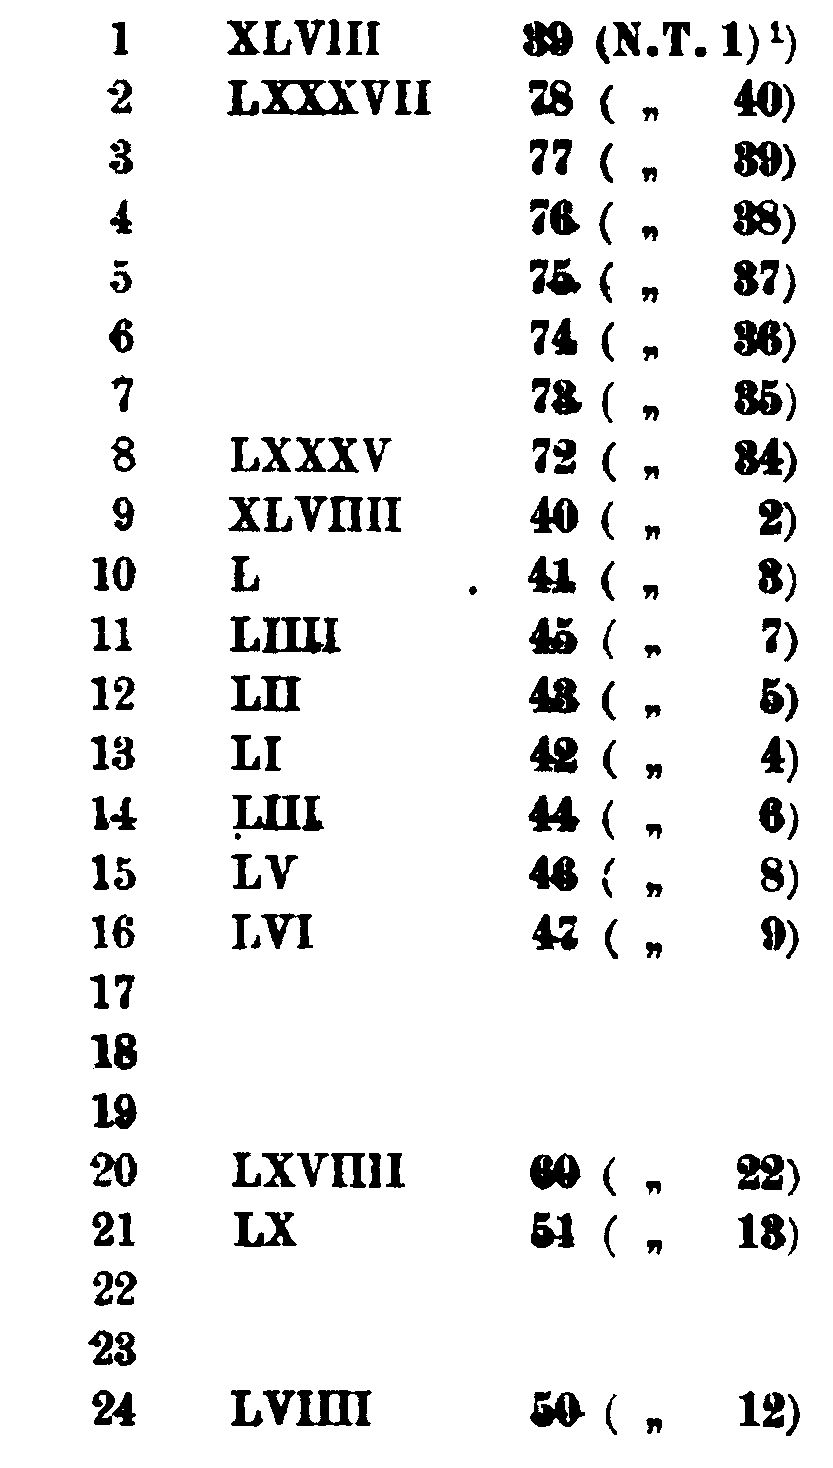 1 XLVIII 39 (N.T. 1)¹)
2 LXXXVII 78 ( „ 40)
3 77 ( „ 39)
4 76 ( „ 38)
5 75 ( „ 37)
6 74 ( „ 36)
7 73 ( „ 35)
8 LXXXV 72 ( „ 34)
9 XLVIIII 40 ( „ 2)
10 L 41 ( „ 3)
11 LIIII 45 ( „ 7)
12 LII 43 ( „ 5)
13 LI 42 ( „ 4)
14 LIII 44 ( „ 6)
15 LV 46 ( „ 8)
16 LVI 47 ( „ 9)
17
18
19
20 LXVIIII 60 ( „ 22)
21 LX 51 ( „ 13)
22
23
24 LVIIII 50 ( „ 12)